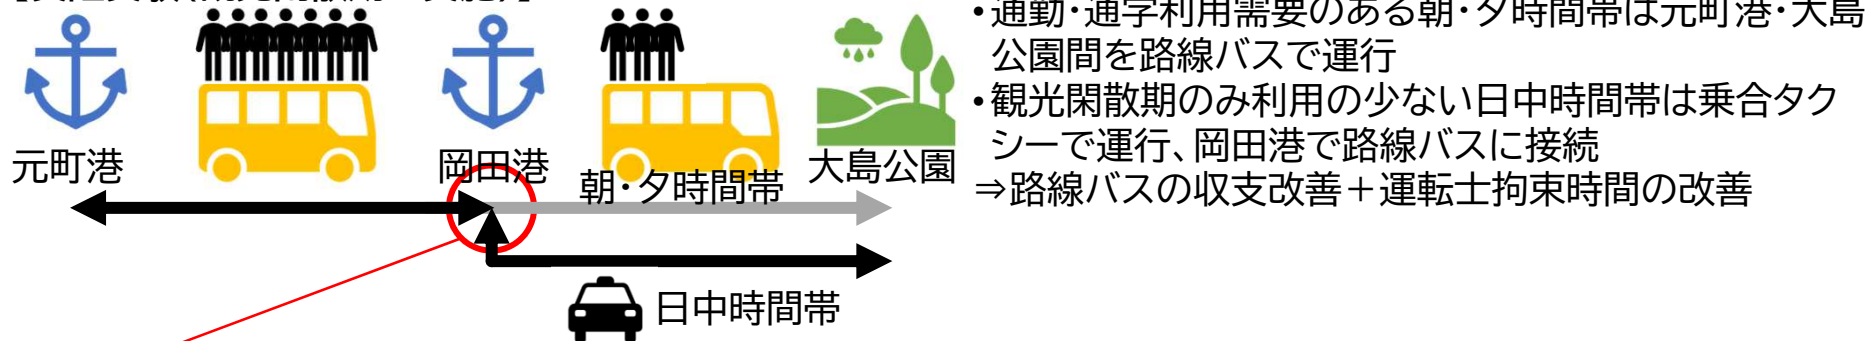 元町港
岡田港
朝・夕時間帯
大島公園
日中時間帯
•通勤・通学利用需要のある朝・夕時間帯は元町港・大島
公園間を路線バスで運行
•観光閑散期のみ利用の少ない日中時間帯は乗合タク
シーで運行、岡田港で路線バスに接続
⇒路線バスの収支改善＋運転士拘束時間の改善